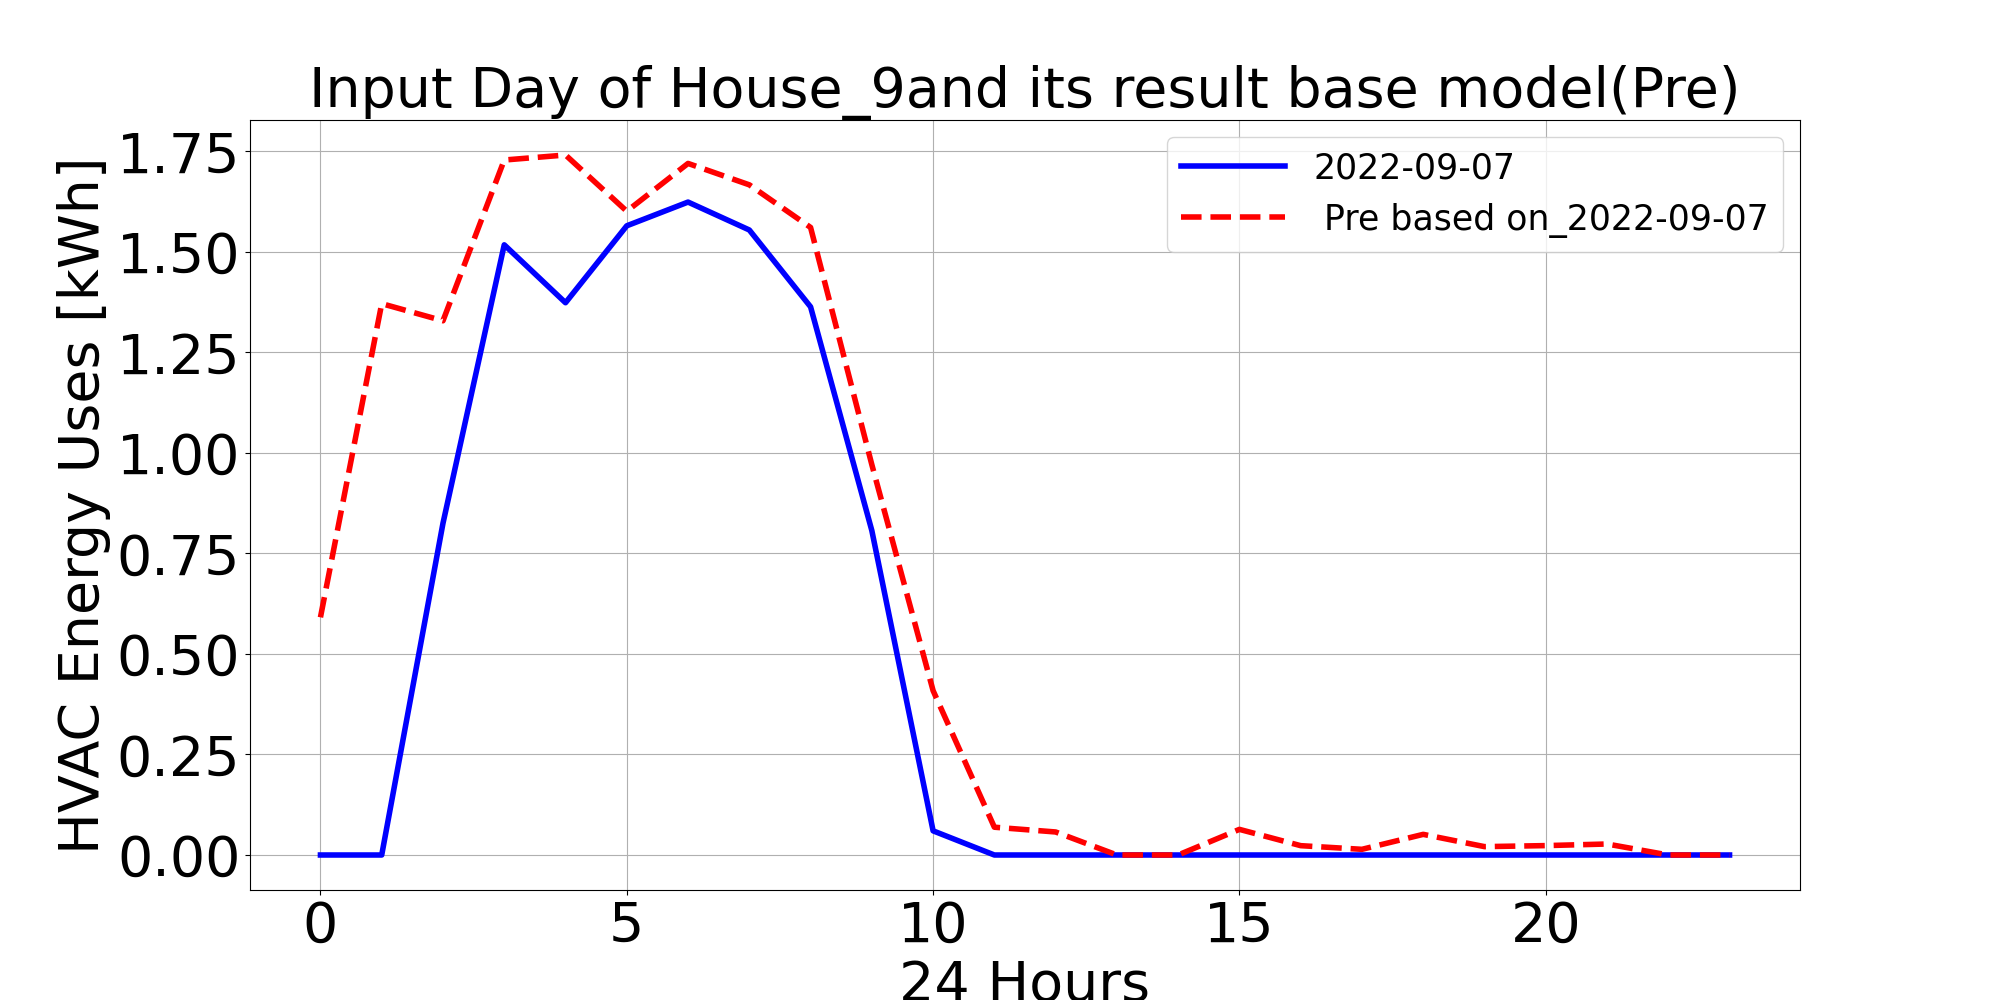 Input Day of House_9and its result base model(Pre)
HVAC Energy Uses [kWh]
1.75
1.50
1.25
1.00
0.75
0.50
0.25
0.00
2022-09-07
Pre based on_2022-09-07
0 5 10 15 20
24 Hours